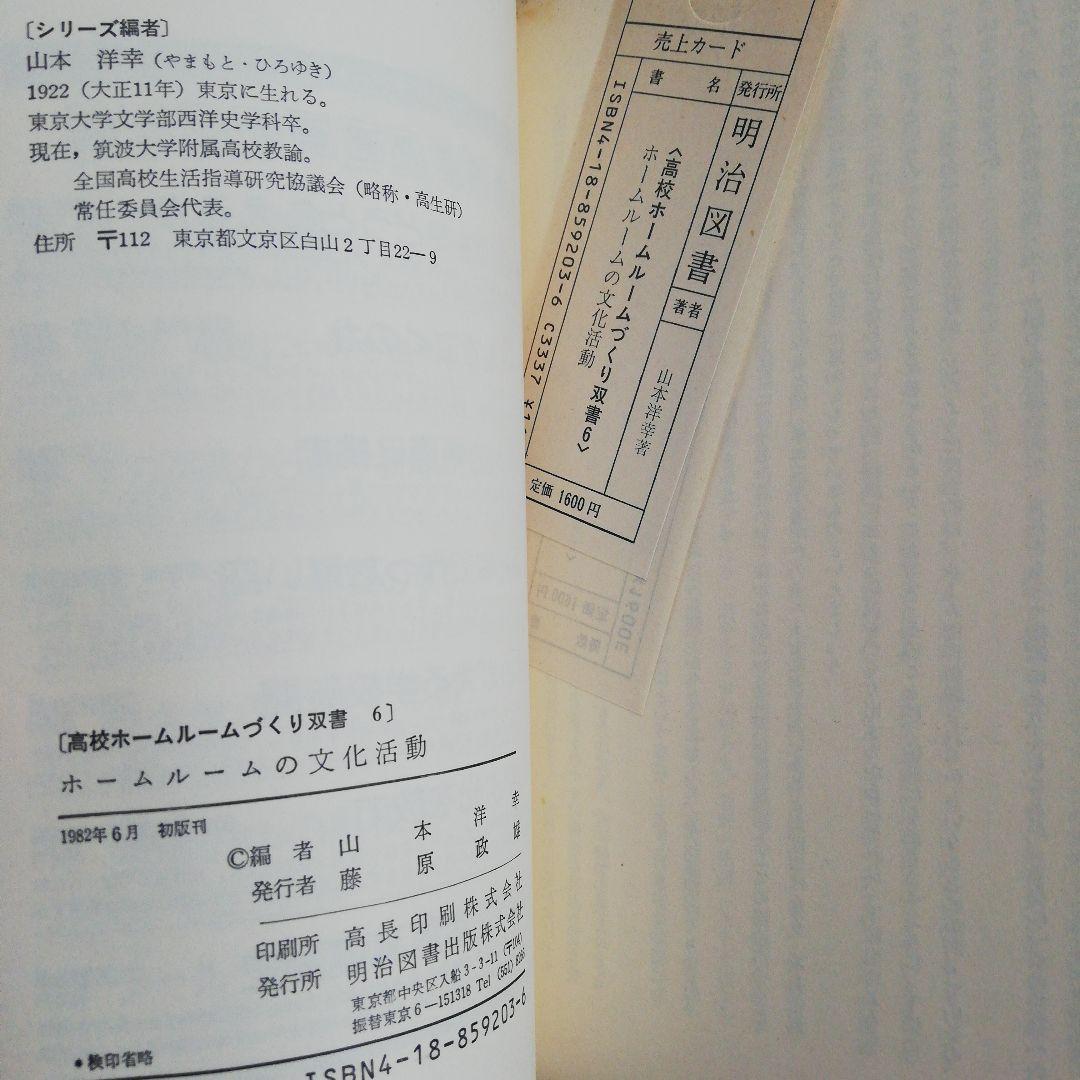 〔シリーズ編者〕
山本　洋幸（やまもと・ひろゆき）
1922（大正11年）東京に生れる。
東京大学文学部西洋史学科卒。
現在，筑波大学附属高校教諭。
全国高校生活指導研究協議会（略称・高生研）
常任委員会代表。
住所　〒112　東京都文京区白山2丁目22―9
〔高校ホームルームづくり双書　6〕
ホームルームの文化活動
1982年6月　初版刊
©編　者　山　本　洋　幸
発行者　藤　原　政　雄
印刷所　高長印刷株式会社
発行所　明治図書出版株式会社
東京都中央区入船3-3-11（〒104）
振替東京6―151318 Tel (551)
●検印省略
ISBN4-18-859203-6
売上カード
発行所
明治図書
著者
山本洋幸著
書　名
〈高校ホームルームづくり双書6〉
ホームルームの文化活動
ISBN4-18-859203-6 C3337
定価 1600円